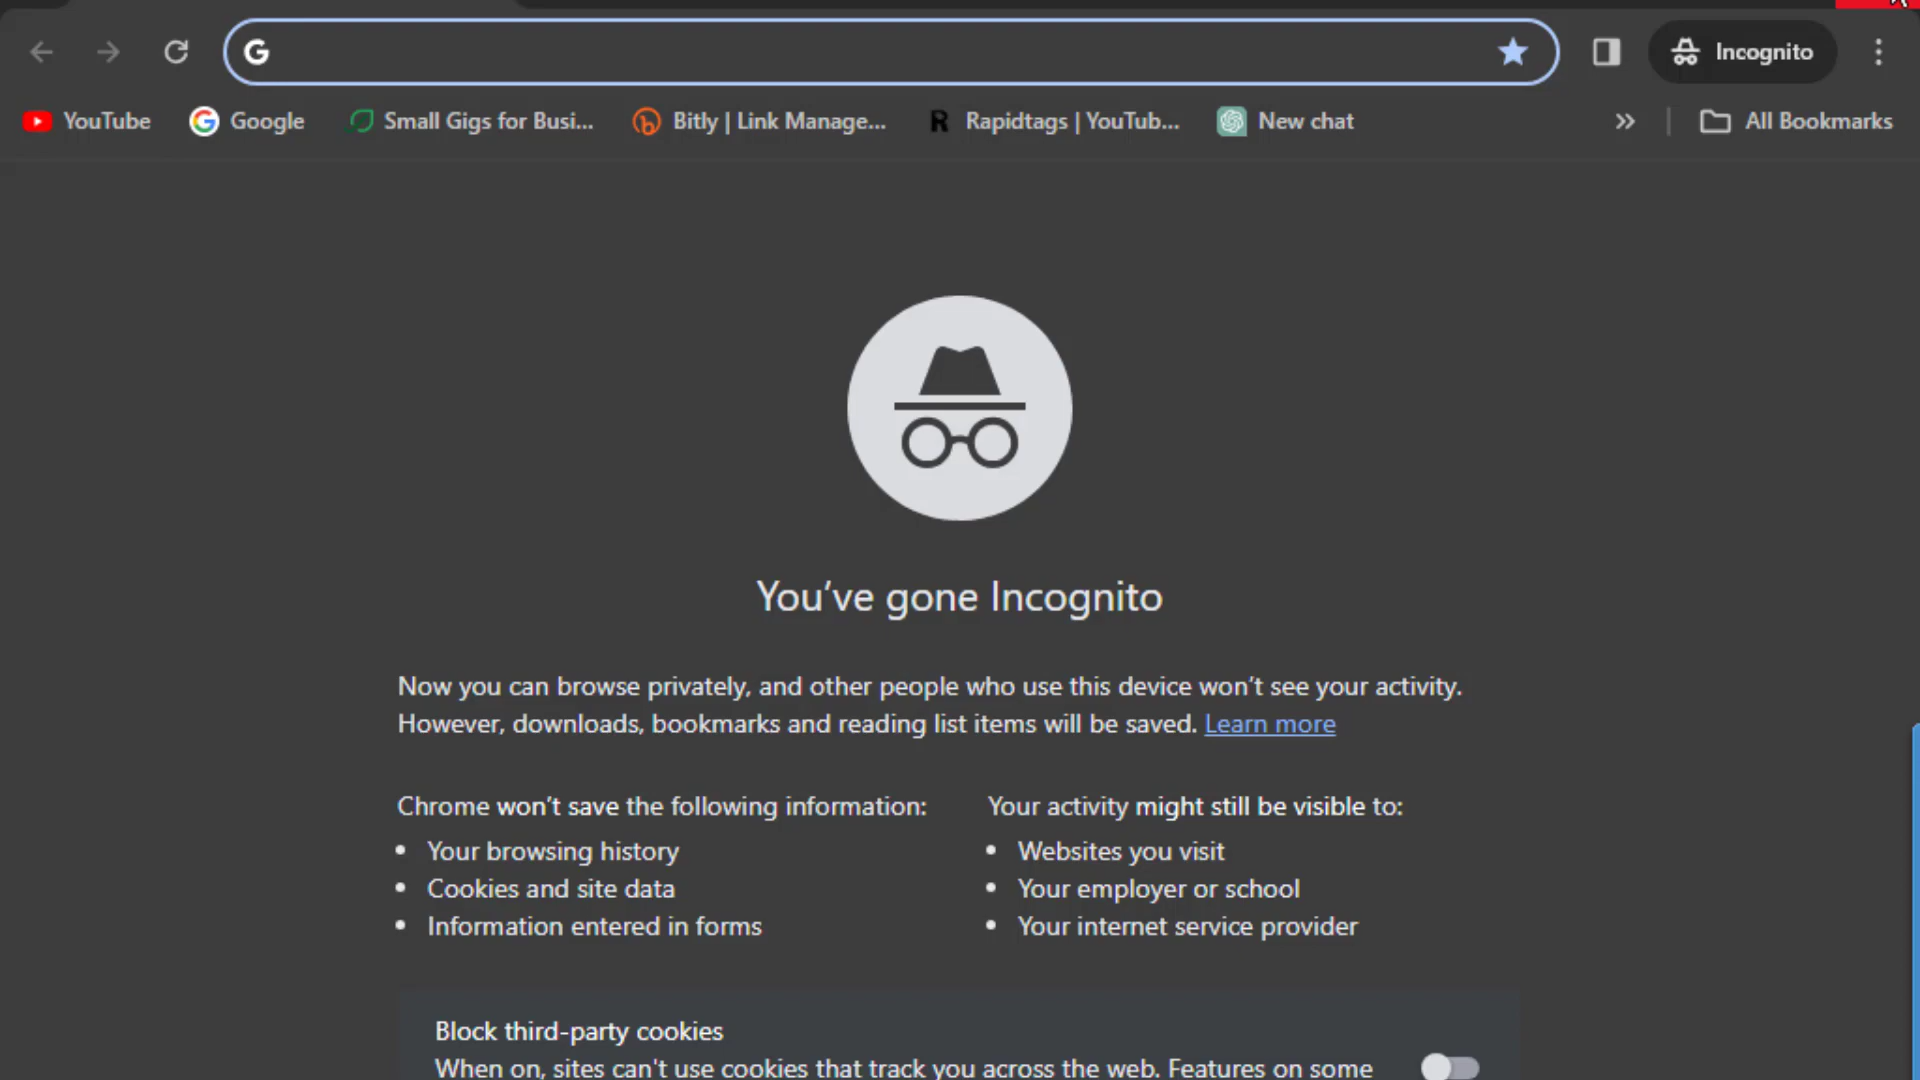 Incognito
YouTube
Google
Small Gigs for Busi...
Bitly | Link Manage...
Rapidtags | YouTub...
New chat
All Bookmarks
You've gone Incognito
Now you can browse privately, and other people who use this device won't see your activity.
However, downloads, bookmarks and reading list items will be saved. Learn more
Chrome won't save the following information:
• Your browsing history
• Cookies and site data
• Information entered in forms
Your activity might still be visible to:
• Websites you visit
• Your employer or school
• Your internet service provider
Block third-party cookies
When on, sites can't use cookies that track you across the web. Features on some